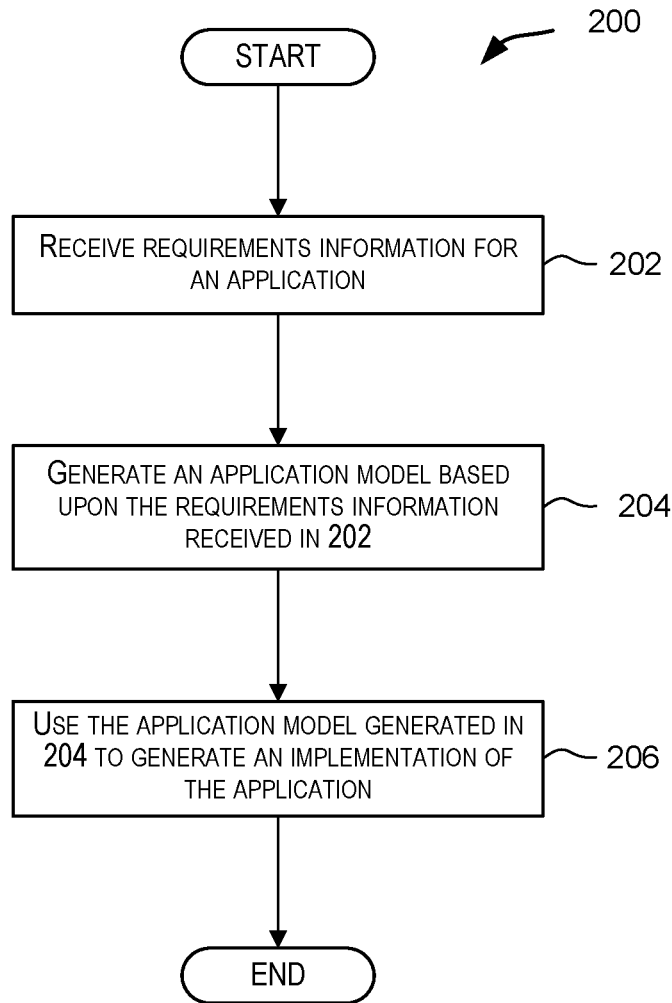 200
START
RECEIVE REQUIREMENTS INFORMATION FOR
AN APPLICATION
202
GENERATE AN APPLICATION MODEL BASED
UPON THE REQUIREMENTS INFORMATION
RECEIVED IN 202
204
USE THE APPLICATION MODEL GENERATED IN
204 TO GENERATE AN IMPLEMENTATION OF
THE APPLICATION
206
END